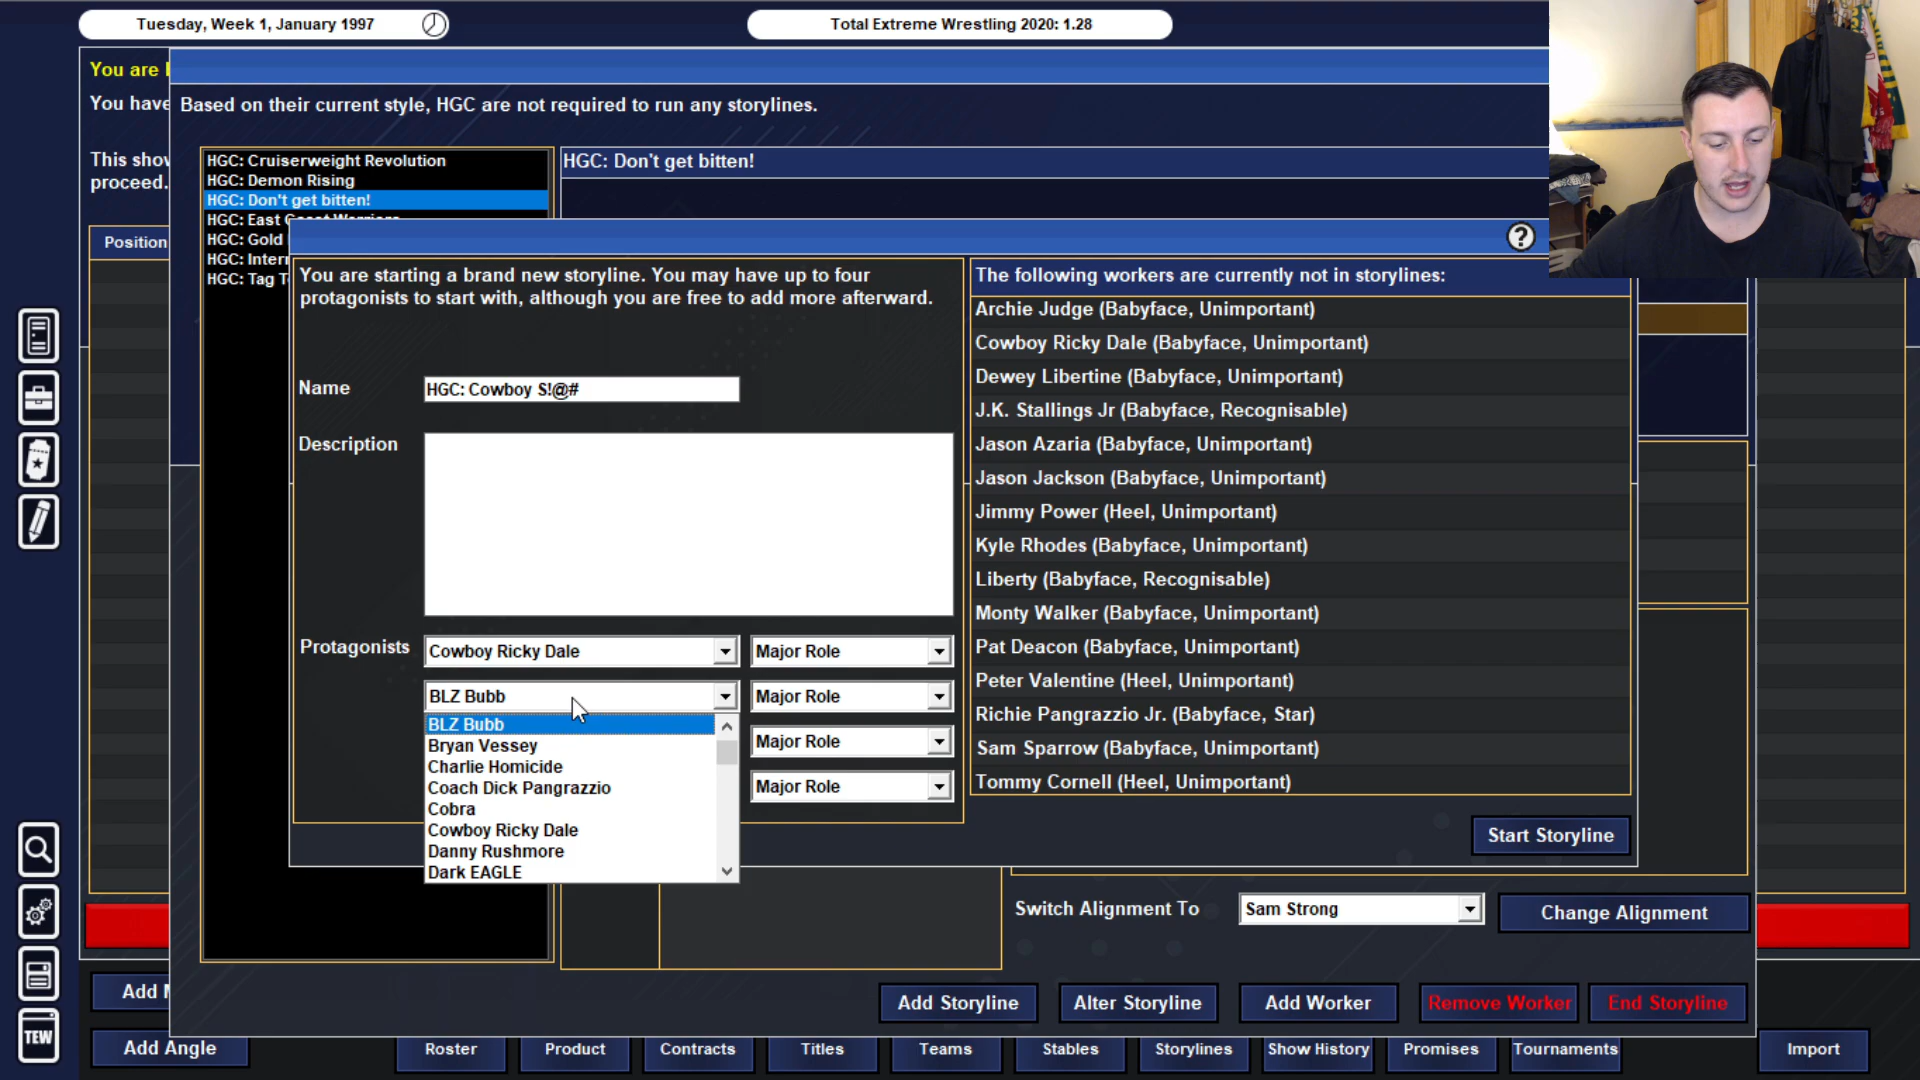 Tuesday, Week 1, January 1997
Total Extreme Wrestling 2020: 1.28
You are
You have
Based on their current style, HGC are not required to run any storylines.
This show
proceed.
HGC: Cruiserweight Revolution
HGC: Demon Rising
HGC: Don't get bitten!
HGC: East Coast Warriors
HGC: Gold
HGC: Intern
HGC: Tag T
HGC: Don't get bitten!
Position
?
You are starting a brand new storyline. You may have up to four
protagonists to start with, although you are free to add more afterward.
Name
HGC: Cowboy S!@#
Description
Protagonists
Cowboy Ricky Dale
Major Role
BLZ Bubb
Major Role
Major Role
Major Role
BLZ Bubb
Bryan Vessey
Charlie Homicide
Coach Dick Pangrazzio
Cobra
Cowboy Ricky Dale
Danny Rushmore
Dark EAGLE
The following workers are currently not in storylines:
Archie Judge (Babyface, Unimportant)
Cowboy Ricky Dale (Babyface, Unimportant)
Dewey Libertine (Babyface, Unimportant)
J.K. Stallings Jr (Babyface, Recognisable)
Jason Azaria (Babyface, Unimportant)
Jason Jackson (Babyface, Unimportant)
Jimmy Power (Heel, Unimportant)
Kyle Rhodes (Babyface, Unimportant)
Liberty (Babyface, Recognisable)
Monty Walker (Babyface, Unimportant)
Pat Deacon (Babyface, Unimportant)
Peter Valentine (Heel, Unimportant)
Richie Pangrazzio Jr. (Babyface, Star)
Sam Sparrow (Babyface, Unimportant)
Tommy Cornell (Heel, Unimportant)
Start Storyline
Switch Alignment To
Sam Strong
Change Alignment
Add Storyline
Alter Storyline
Add Worker
Remove Worker
End Storyline
Add M
Add Angle
Roster
Product
Contracts
Titles
Teams
Stables
Storylines
Show History
Promises
Tournaments
Import
TEW